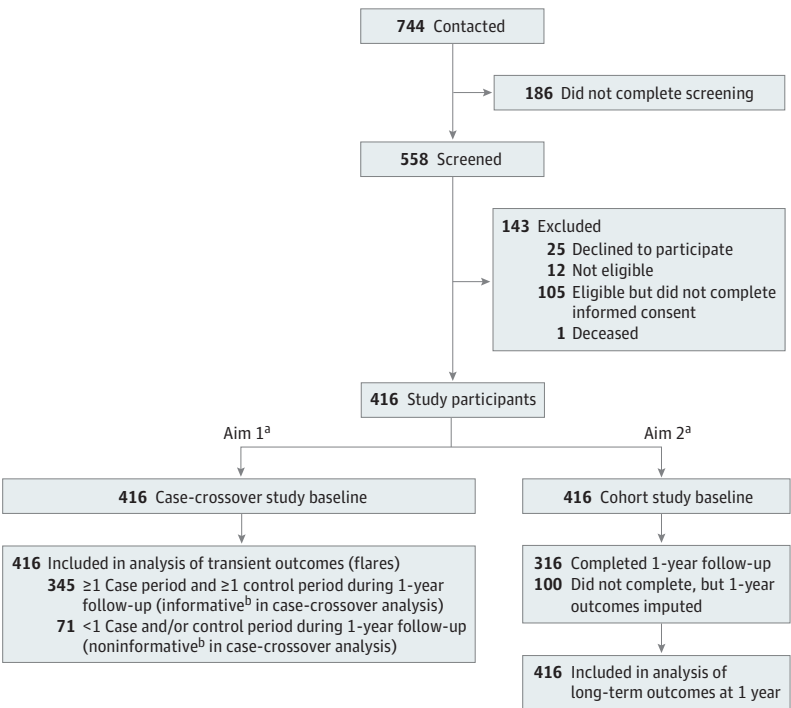 744 Contacted
186 Did not complete screening
558 Screened
143 Excluded
25 Declined to participate
12 Not eligible
105 Eligible but did not complete
informed consent
1 Deceased
416 Study participants
Aim 1a
Aim 2a
416 Case-crossover study baseline
416 Cohort study baseline
416 Included in analysis of transient outcomes (flares)
345 ≥1 Case period and ≥1 control period during 1-year
follow-up (informativeb in case-crossover analysis)
71 <1 Case and/or control period during 1-year follow-up
(noninformativeb in case-crossover analysis)
316 Completed 1-year follow-up
100 Did not complete, but 1-year
outcomes imputed
416 Included in analysis of
long-term outcomes at 1 year